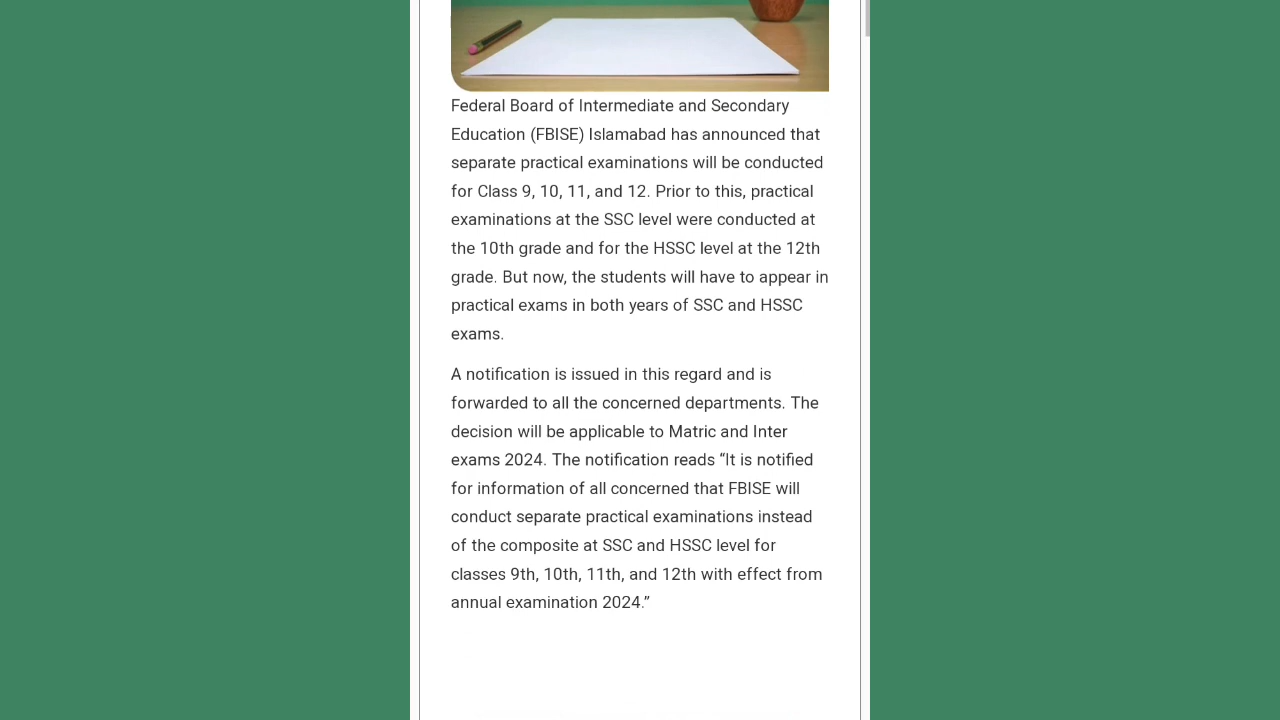 Federal Board of Intermediate and Secondary
Education (FBISE) Islamabad has announced that
separate practical examinations will be conducted
for Class 9, 10, 11, and 12. Prior to this, practical
examinations at the SSC level were conducted at
the 10th grade and for the HSSC level at the 12th
grade. But now, the students will have to appear in
practical exams in both years of SSC and HSSC
exams.
A notification is issued in this regard and is
forwarded to all the concerned departments. The
decision will be applicable to Matric and Inter
exams 2024. The notification reads “It is notified
for information of all concerned that FBISE will
conduct separate practical examinations instead
of the composite at SSC and HSSC level for
classes 9th, 10th, 11th, and 12th with effect from
annual examination 2024.”